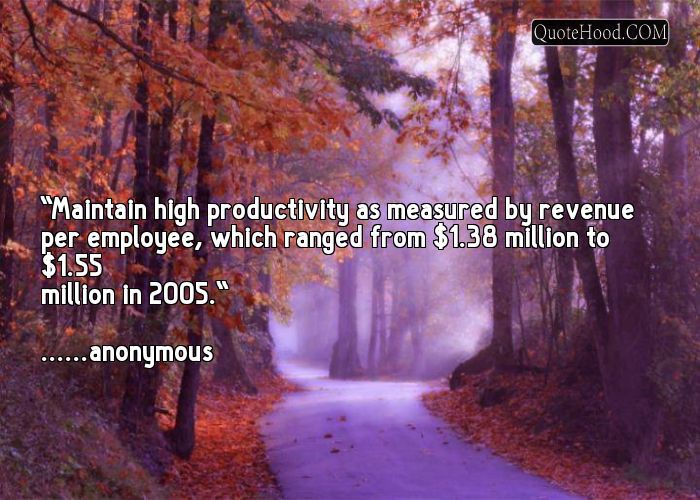 QuoteHood.COM
"Maintain high productivity as measured by revenue
per employee, which ranged from $1.38 million to
$1.55
million in 2005."
......anonymous